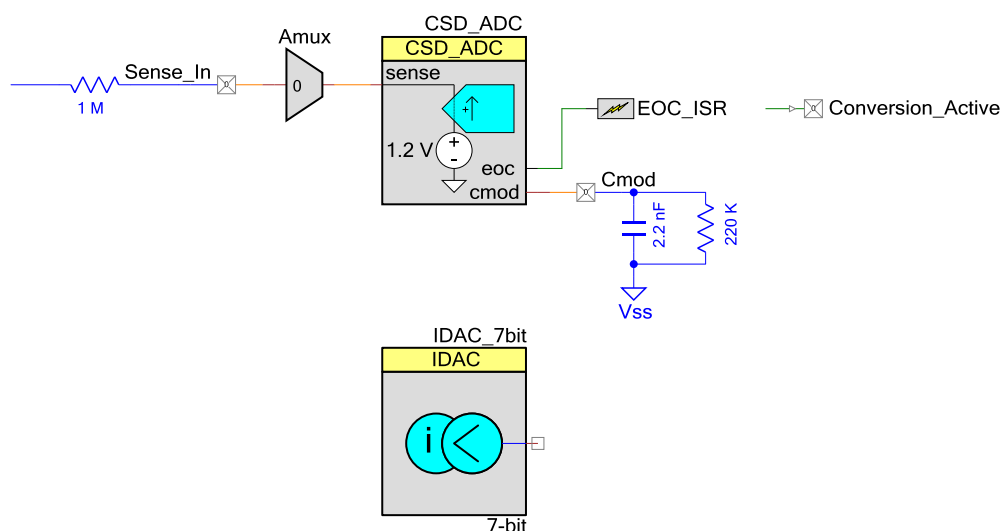 CSD_ADC
Amux
CSD_ADC
Sense_In
0
sense
+
1 M
EOC_ISR
Conversion_Active
1.2 V
+
-
eoc
cmod
Cmod
2.2 nF
220 K
Vss
IDAC_7bit
IDAC
i
7-bit